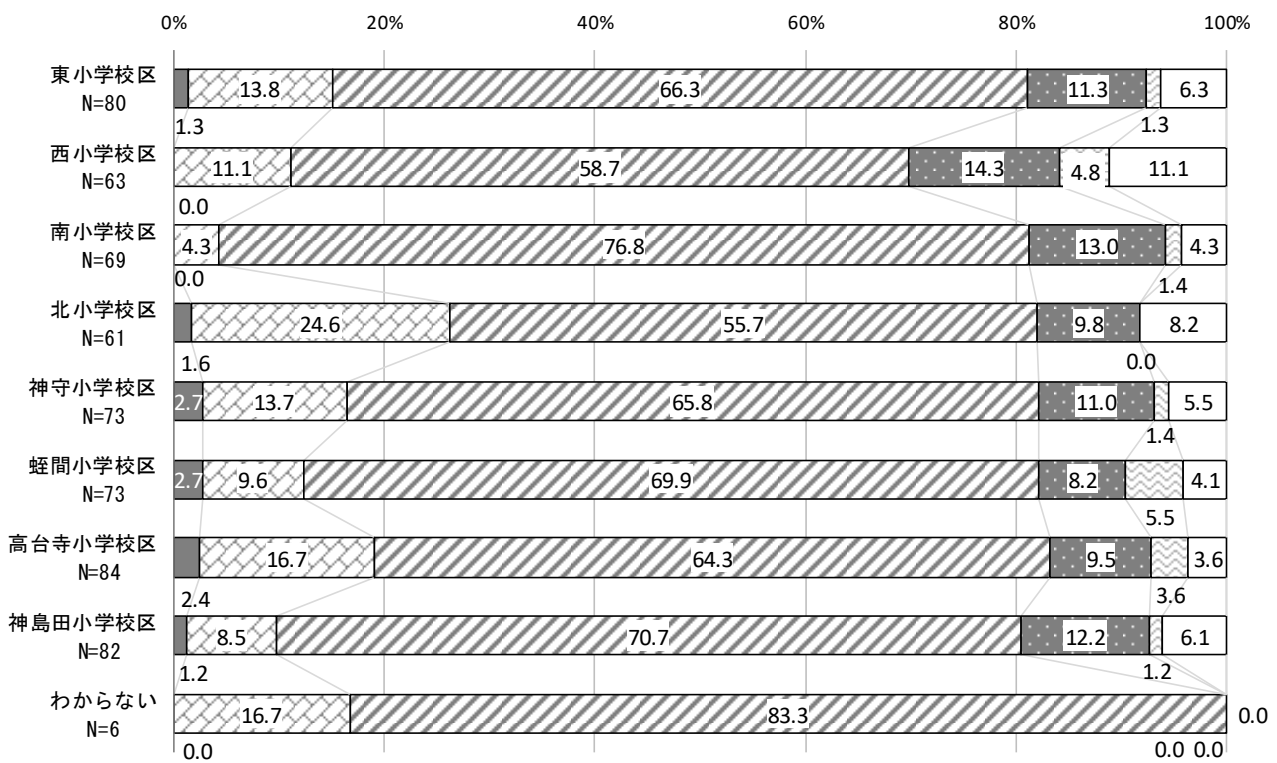 0% 20% 40% 60% 80% 100%
東小学校区
N=80
13.8 66.3 11.3 6.3
1.3 1.3
西小学校区
N=63
11.1 58.7 14.3 4.8 11.1
0.0
南小学校区
N=69
4.3 76.8 13.0 4.3
0.0 1.4
北小学校区
N=61
24.6 55.7 9.8 8.2
1.6 0.0
神守小学校区
N=73
2.7 13.7 65.8 11.0 5.5
1.4
蛭間小学校区
N=73
2.7 9.6 69.9 8.2 4.1
5.5
高台寺小学校区
N=84
16.7 64.3 9.5 3.6
2.4 3.6
神島田小学校区
N=82
8.5 70.7 12.2 6.1
1.2 1.2
わからない
N=6
16.7 83.3 0.0
0.0 0.0 0.0